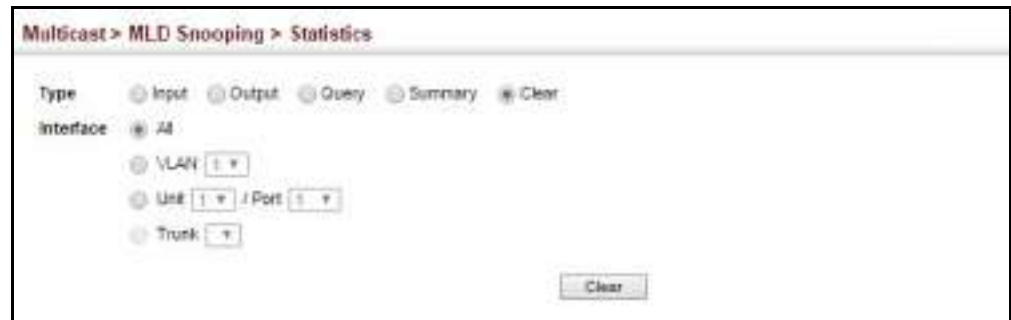 Multicast > MLD Snooping > Statistics
Type Input Output Query Summary Clear
Interface All
VLAN 1
Unit 1 / Port 1
Trunk
Clear